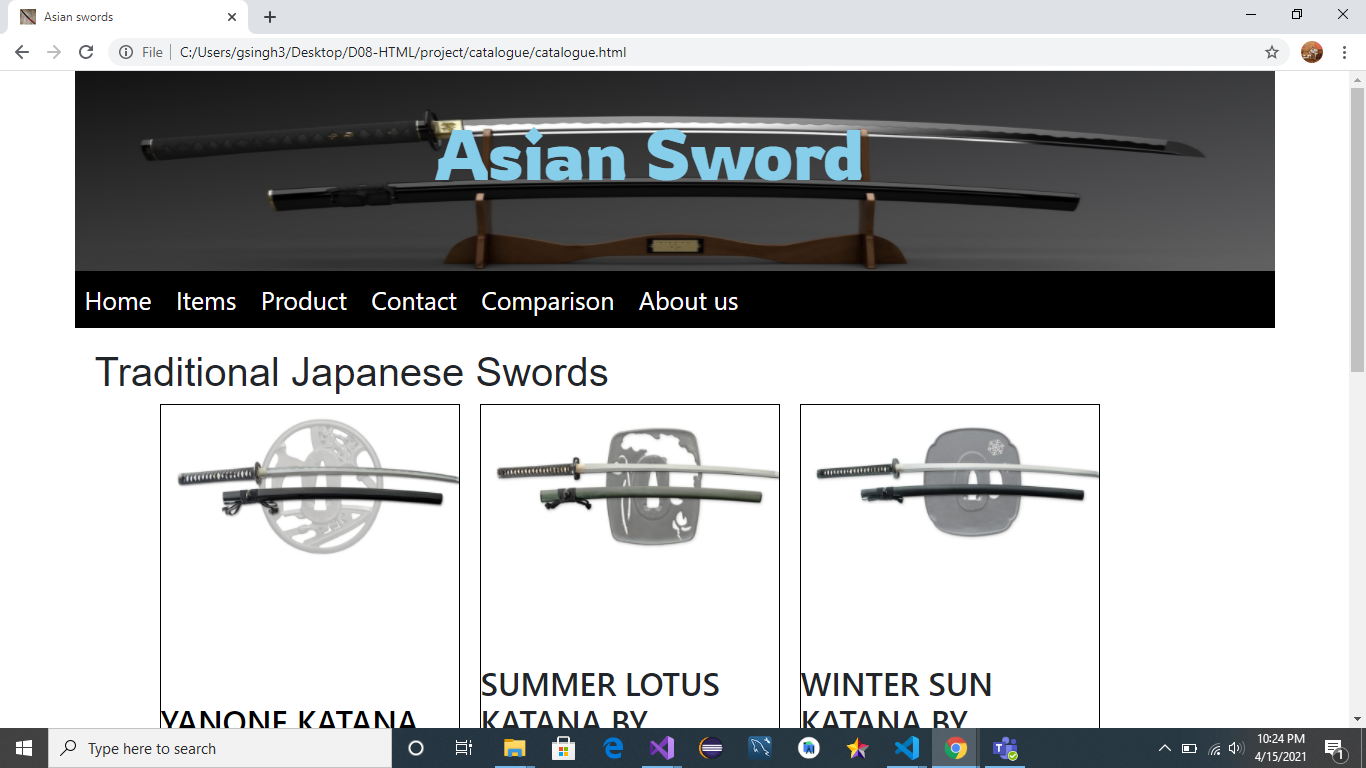 Asian swords
File C:/Users/gsingh3/Desktop/D08-HTML/project/catalogue/catalogue.html
Asian Sword
Home Items Product Contact Comparison About us
Traditional Japanese Swords
YANONE KATANA
SUMMER LOTUS
KATANA BY
WINTER SUN
KATANA BY
Type here to search
10:24 PM
4/15/2021
1